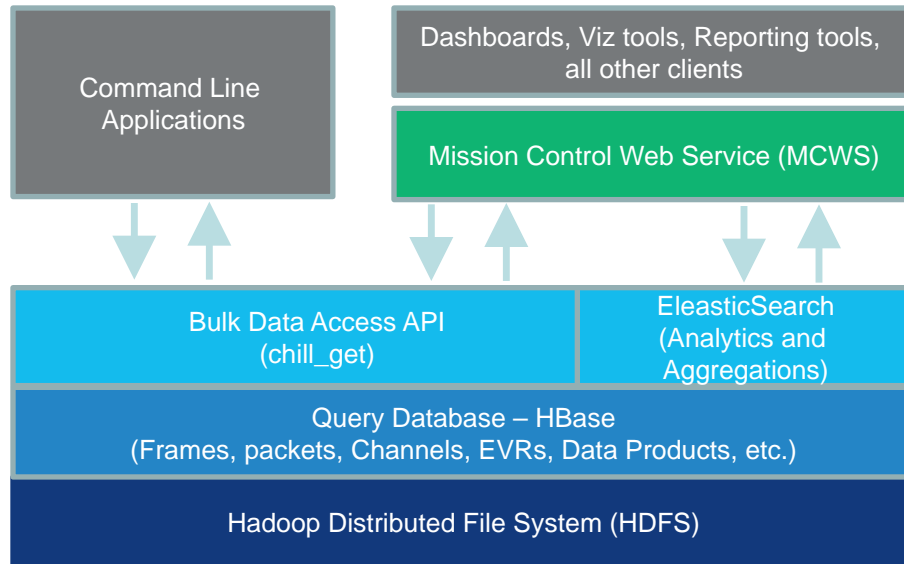 Command Line
Applications
Dashboards, Viz tools, Reporting tools,
all other clients
Mission Control Web Service (MCWS)
Bulk Data Access API
(chill_get)
EleasticSearch
(Analytics and
Aggregations)
Query Database – HBase
(Frames, packets, Channels, EVRs, Data Products, etc.)
Hadoop Distributed File System (HDFS)